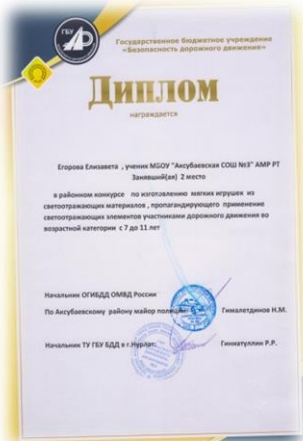 ГБУ
Государственное бюджетное учреждение
«Безопасность дорожного движения»
ДИПЛОМ
награждается
Егорова Елизавета , ученик МБОУ "Аксубаевская СОШ №3" АМР РТ
Занявший(ая) 2 место
в районном конкурсе по изготовлению мягких игрушек из
светоотражающих материалов , пропагандирующего применение
светоотражающих элементов участниками дорожного движения во
возрастной категории с 7 до 11 лет
Начальник ОГИБДД ОМВД России
По Аксубаевскому району майор полиции Гималетдинов Н.М.
Начальник ТУ ГБУ БДД в г.Нурлат: Гиниатуллин Р.Р.